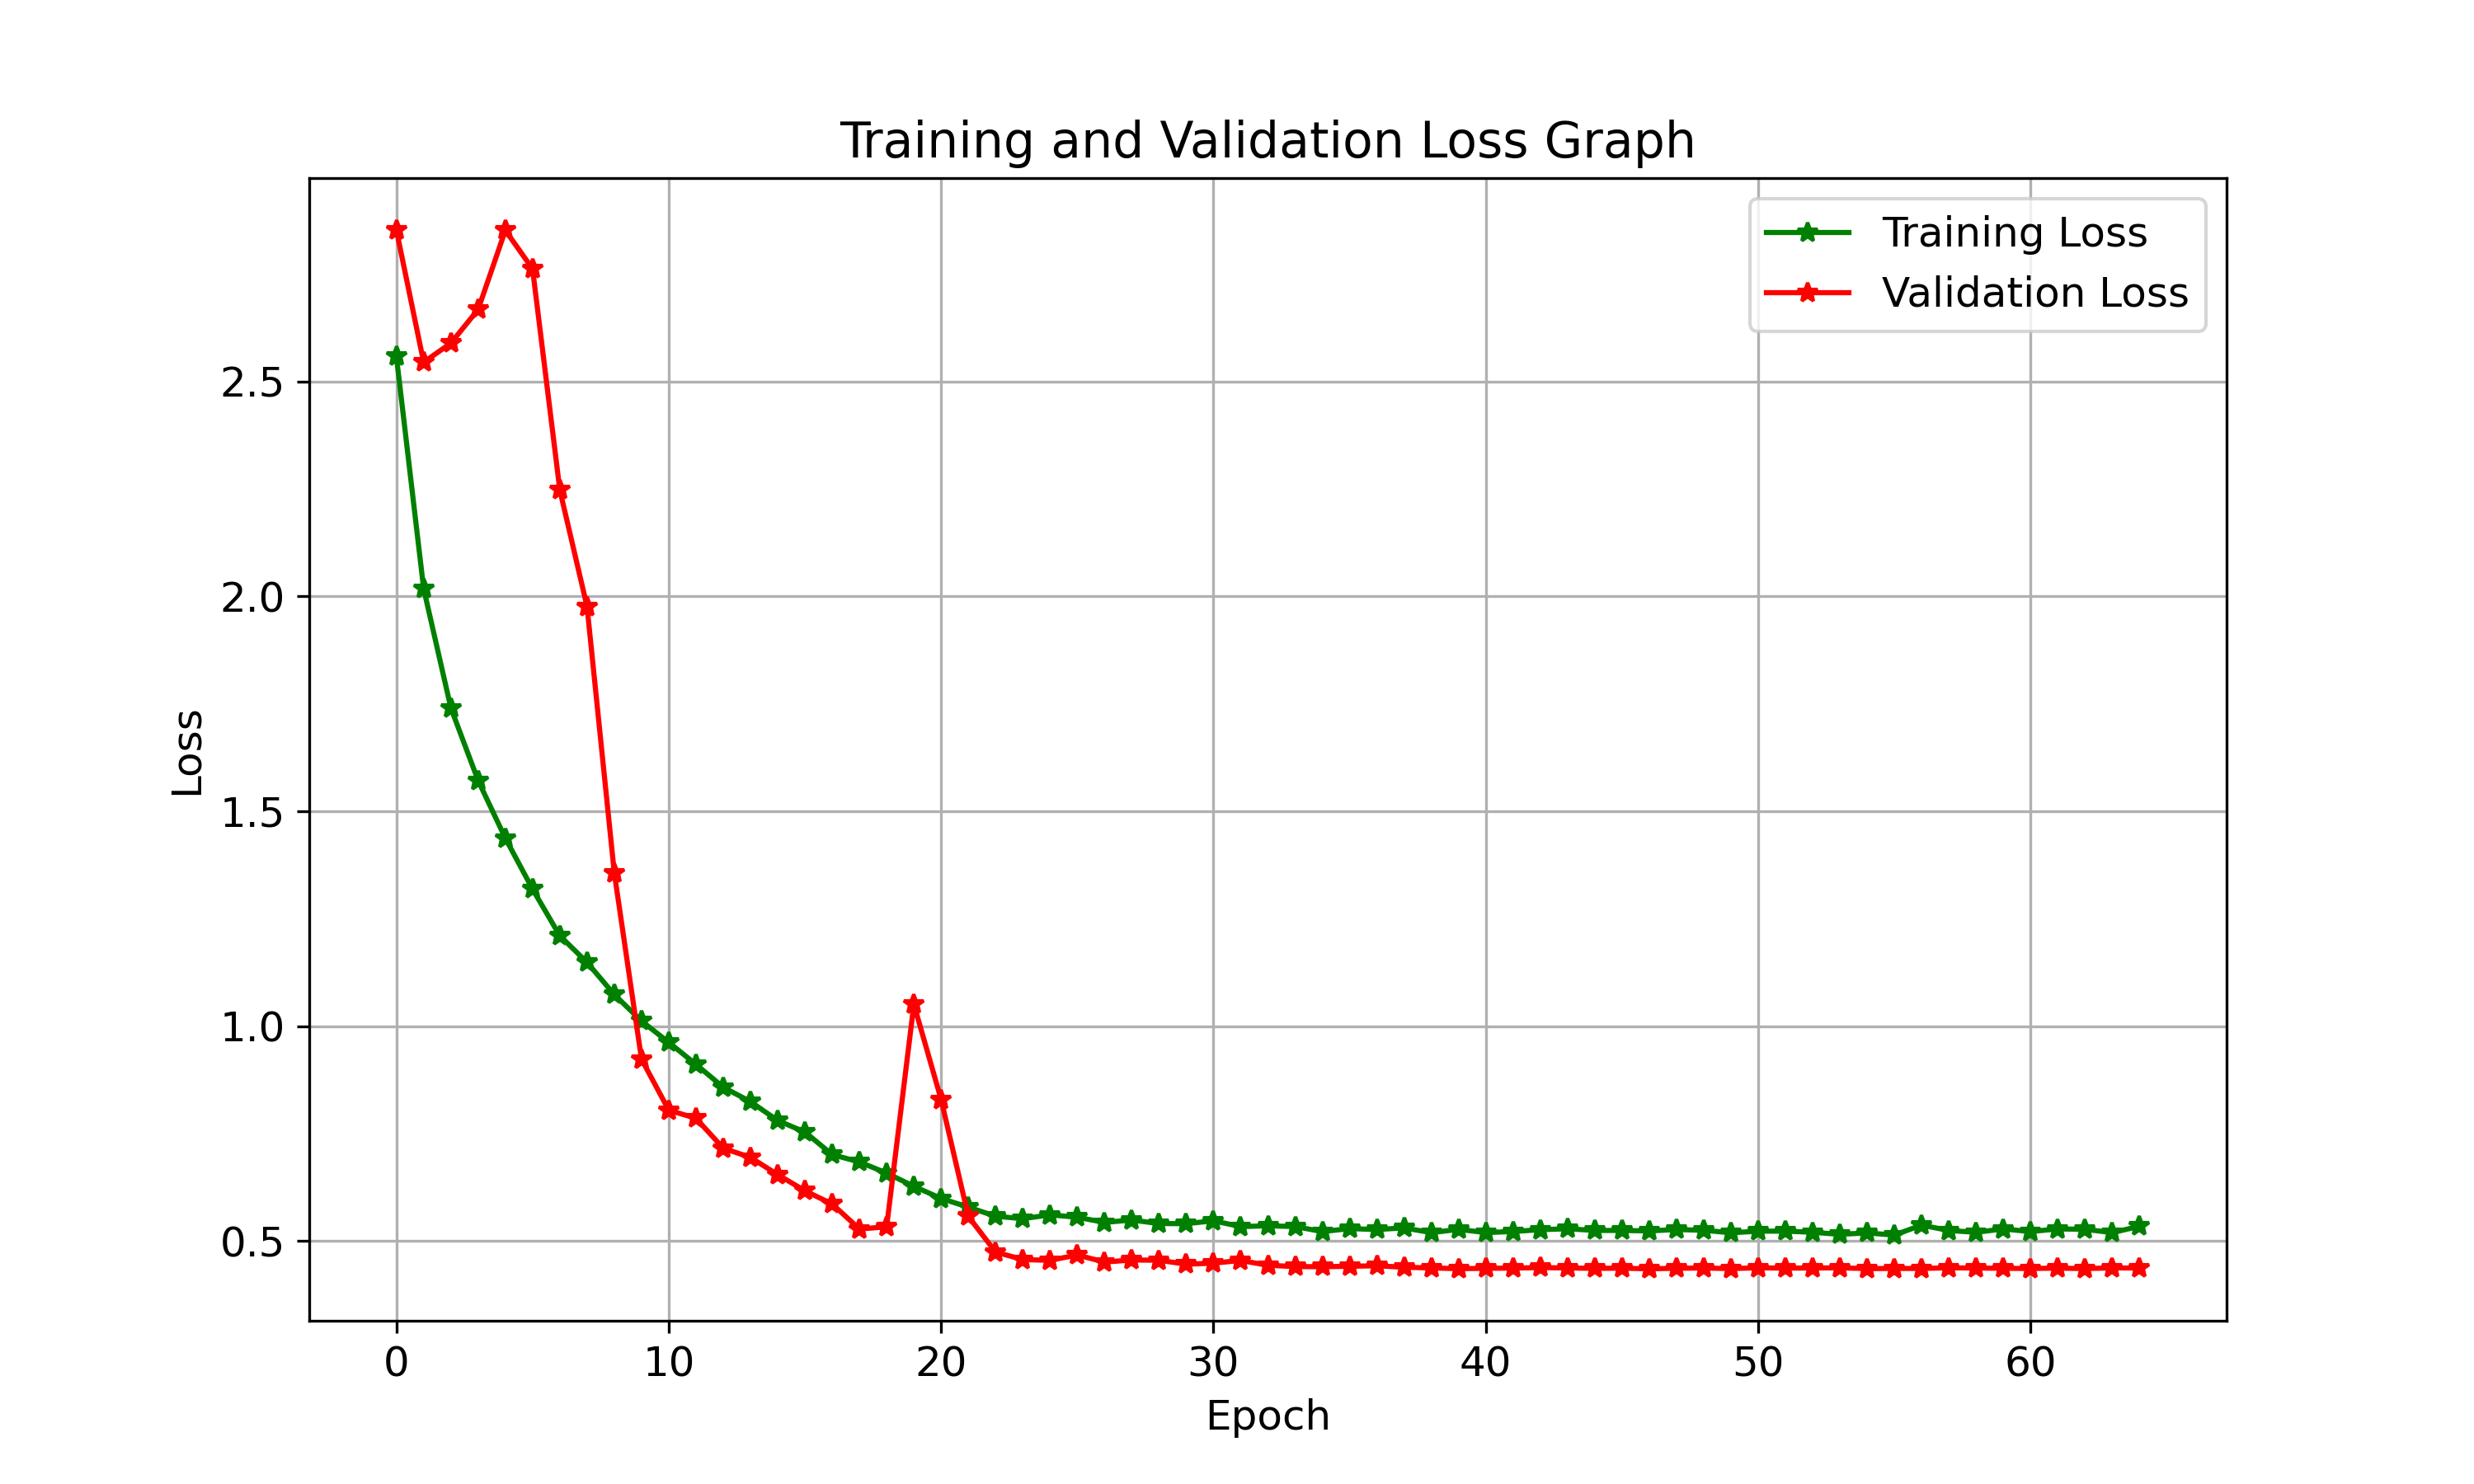 Training and Validation Loss Graph
Training Loss
Validation Loss
2.5
2.0
1.5
1.0
0.5
Loss
0 10 20 30 40 50 60
Epoch